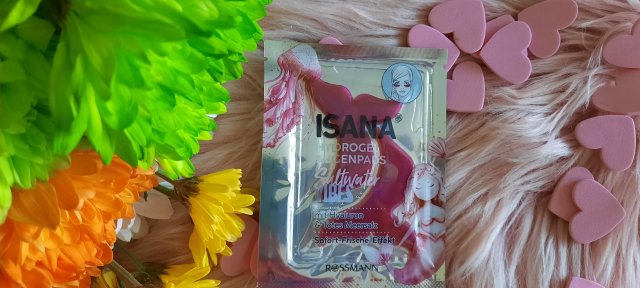 ISANA®
HYDROGEL
AUGENPADS
Saltwater
VIBES
mit Hyaluron
& Totes Meersalz
Sofort-Frische-Effekt
ROSSMANN